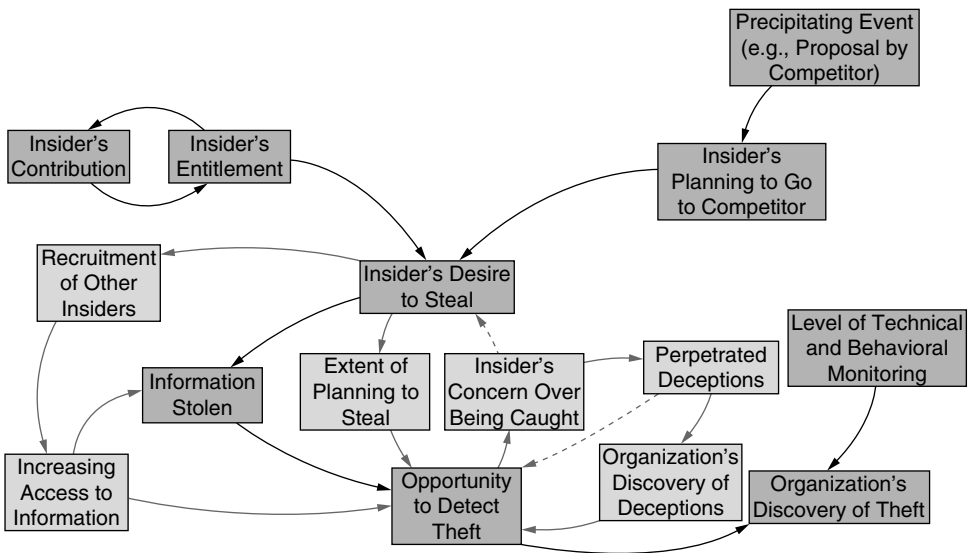 Precipitating Event
(e.g., Proposal by
Competitor)
Insider's
Contribution
Insider's
Entitlement
Insider's
Planning to Go
to Competitor
Recruitment
of Other
Insiders
Insider's Desire
to Steal
Level of Technical
and Behavioral
Monitoring
Information
Stolen
Extent of
Planning to
Steal
Insider's
Concern Over
Being Caught
Perpetrated
Deceptions
Increasing
Access to
Information
Opportunity
to Detect
Theft
Organization's
Discovery of
Deceptions
Organization's
Discovery of Theft